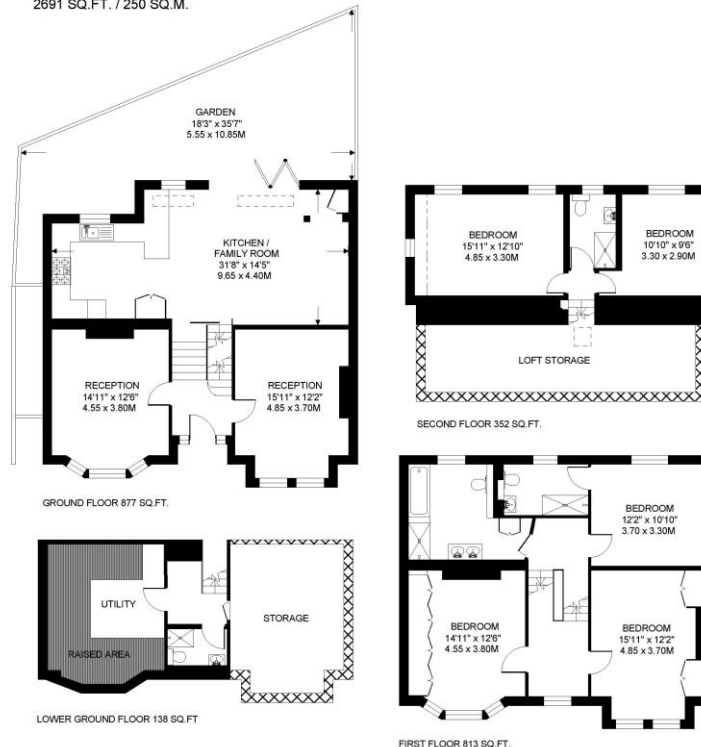 2691 SQ.FT. / 250 SQ.M.
GARDEN
18'3" x 35'7"
5.55 x 10.85M
KITCHEN /
FAMILY ROOM
31'8" x 14'5"
9.65 x 4.40M
RECEPTION
14'11" x 12'6"
4.55 x 3.80M
RECEPTION
15'11" x 12'2"
4.85 x 3.70M
GROUND FLOOR 877 SQ.FT.
BEDROOM
15'11" x 12'10"
4.85 x 3.30M
BEDROOM
10'10" x 9'6"
3.30 x 2.90M
LOFT STORAGE
SECOND FLOOR 352 SQ.FT.
UTILITY
RAISED AREA
STORAGE
LOWER GROUND FLOOR 138 SQ.FT
BEDROOM
12'2" x 10'10"
3.70 x 3.30M
BEDROOM
14'11" x 12'6"
4.55 x 3.80M
BEDROOM
15'11" x 12'2"
4.85 x 3.70M
FIRST FLOOR 813 SQ.FT.